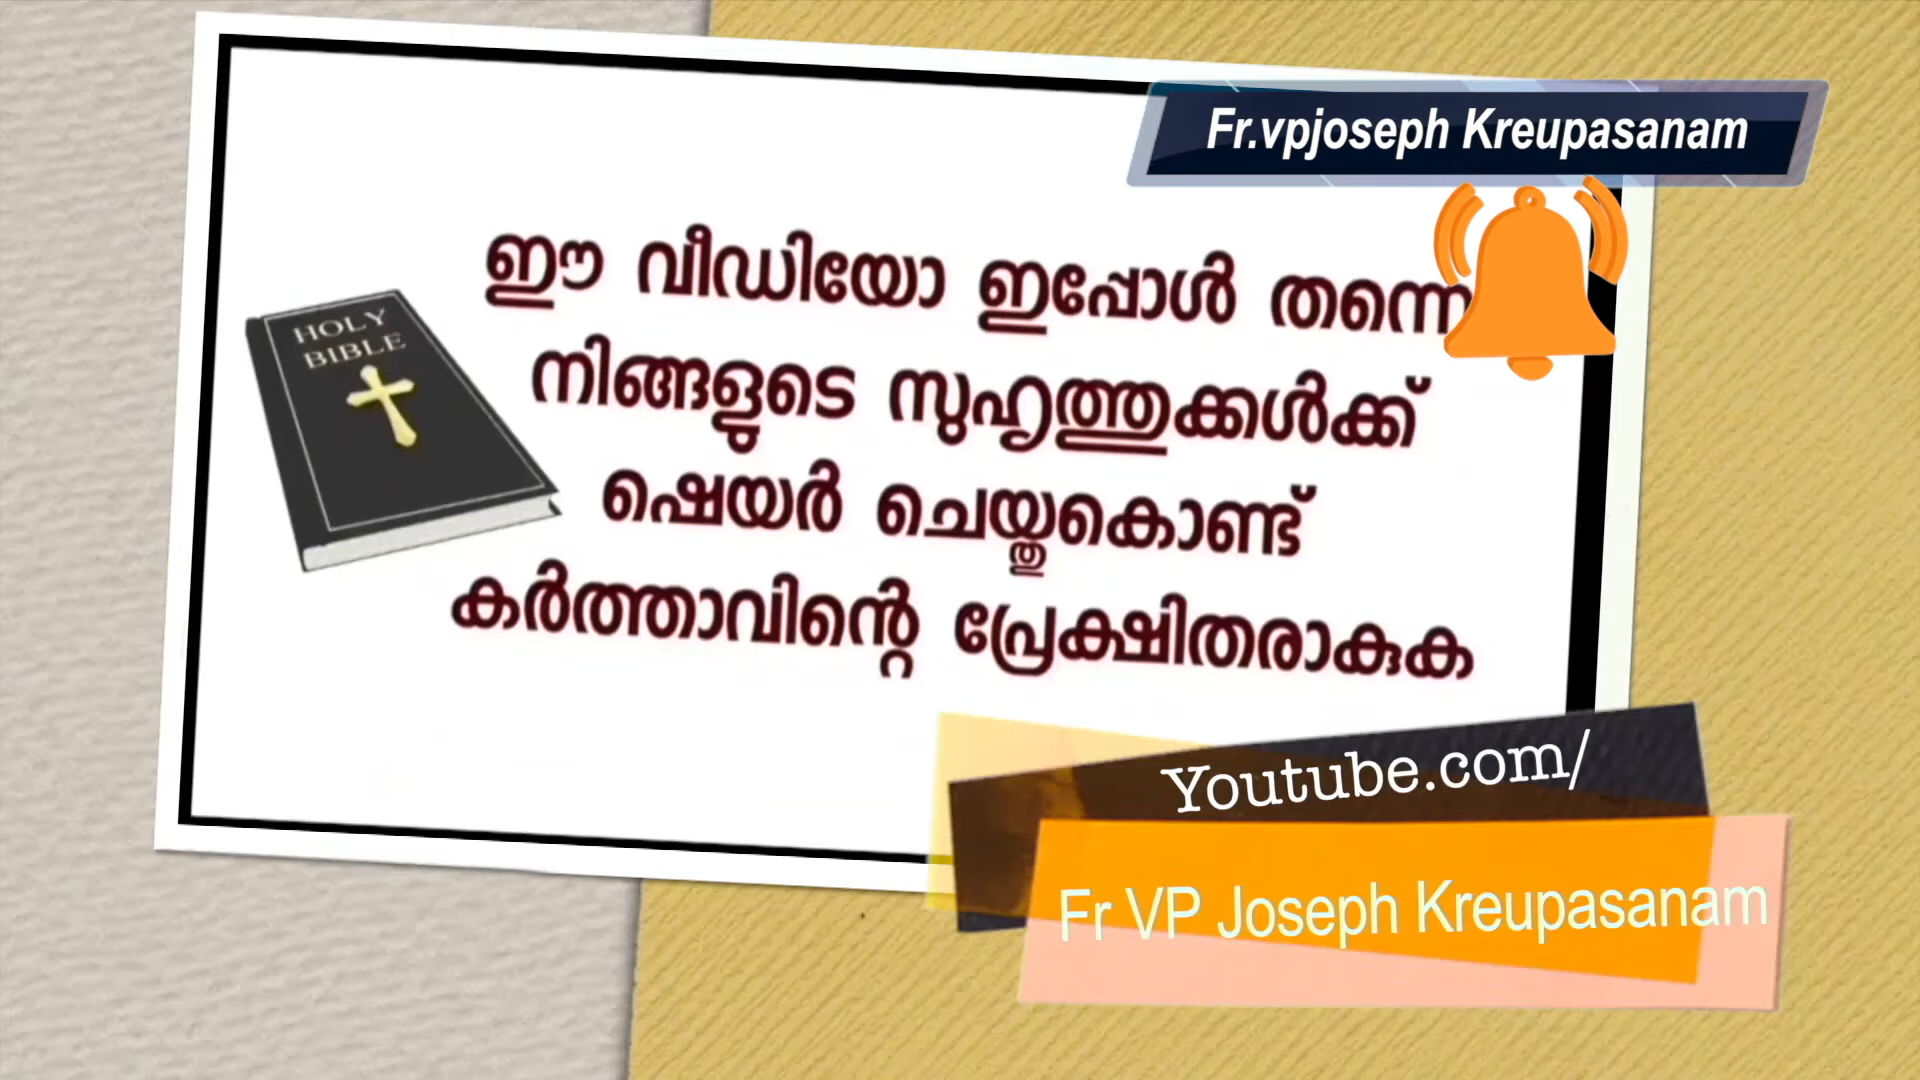 Fr.vpjoseph Kreupasanam
ഈ വീഡിയോ ഇപ്പോൾ തന്നെ
നിങ്ങളുടെ സുഹൃത്തുക്കൾക്ക്
ഷെയർ ചെയ്തുകൊണ്ട്
കർത്താവിന്റെ പ്രേക്ഷിതരാകുക
HOLY
BIBLE
Youtube.com/
Fr VP Joseph Kreupasanam